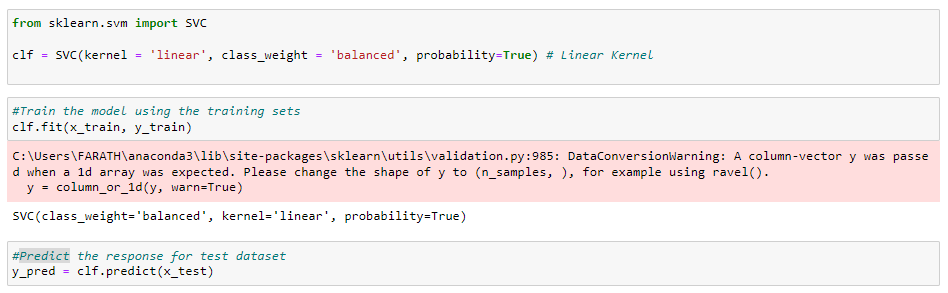 from sklearn.svm import SVC
clf = SVC(kernel = 'linear', class_weight = 'balanced', probability=True) # Linear Kernel
#Train the model using the training sets
clf.fit(x_train, y_train)
C:\Users\FARATH\anaconda3\lib\site-packages\sklearn\utils\validation.py:985: DataConversionWarning: A column-vector y was passe
d when a 1d array was expected. Please change the shape of y to (n_samples, ), for example using ravel().
  y = column_or_1d(y, warn=True)
SVC(class_weight='balanced', kernel='linear', probability=True)
#Predict the response for test dataset
y_pred = clf.predict(x_test)